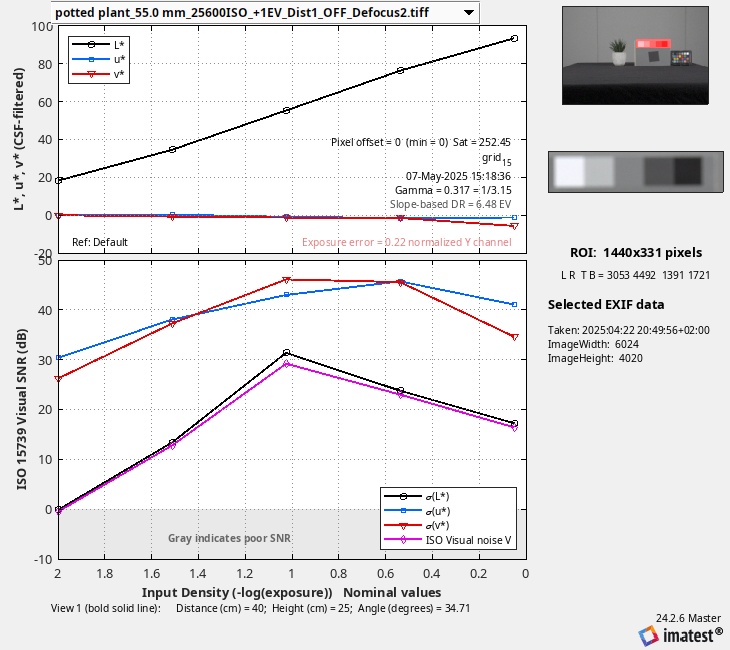 potted plant_55.0 mm_25600ISO_+1EV_Dist1_OFF_Defocus2.tiff
L*, u*, v* (CSF-filtered)
100
80
60
40
20
0
-20
L*
u*
v*
Pixel offset = 0 (min = 0) Sat = 252.45
grid15
07-May-2025 15:18:36
Gamma = 0.317 = 1/3.15
Slope-based DR = 6.48 EV
Ref: Default
Exposure error = 0.22 normalized Y channel
ISO 15739 Visual SNR (dB)
50
40
30
20
10
0
-10
σ(L*)
σ(u*)
σ(v*)
ISO Visual noise V
Gray indicates poor SNR
2 1.8 1.6 1.4 1.2 1 0.8 0.6 0.4 0.2 0
Input Density (-log(exposure)) Nominal values
View 1 (bold solid line): Distance (cm) = 40; Height (cm) = 25; Angle (degrees) = 34.71
ROI: 1440x331 pixels
L R T B = 3053 4492 1391 1721
Selected EXIF data
Taken: 2025:04:22 20:49:56+02:00
ImageWidth: 6024
ImageHeight: 4020
24.2.6 Master
imatest®